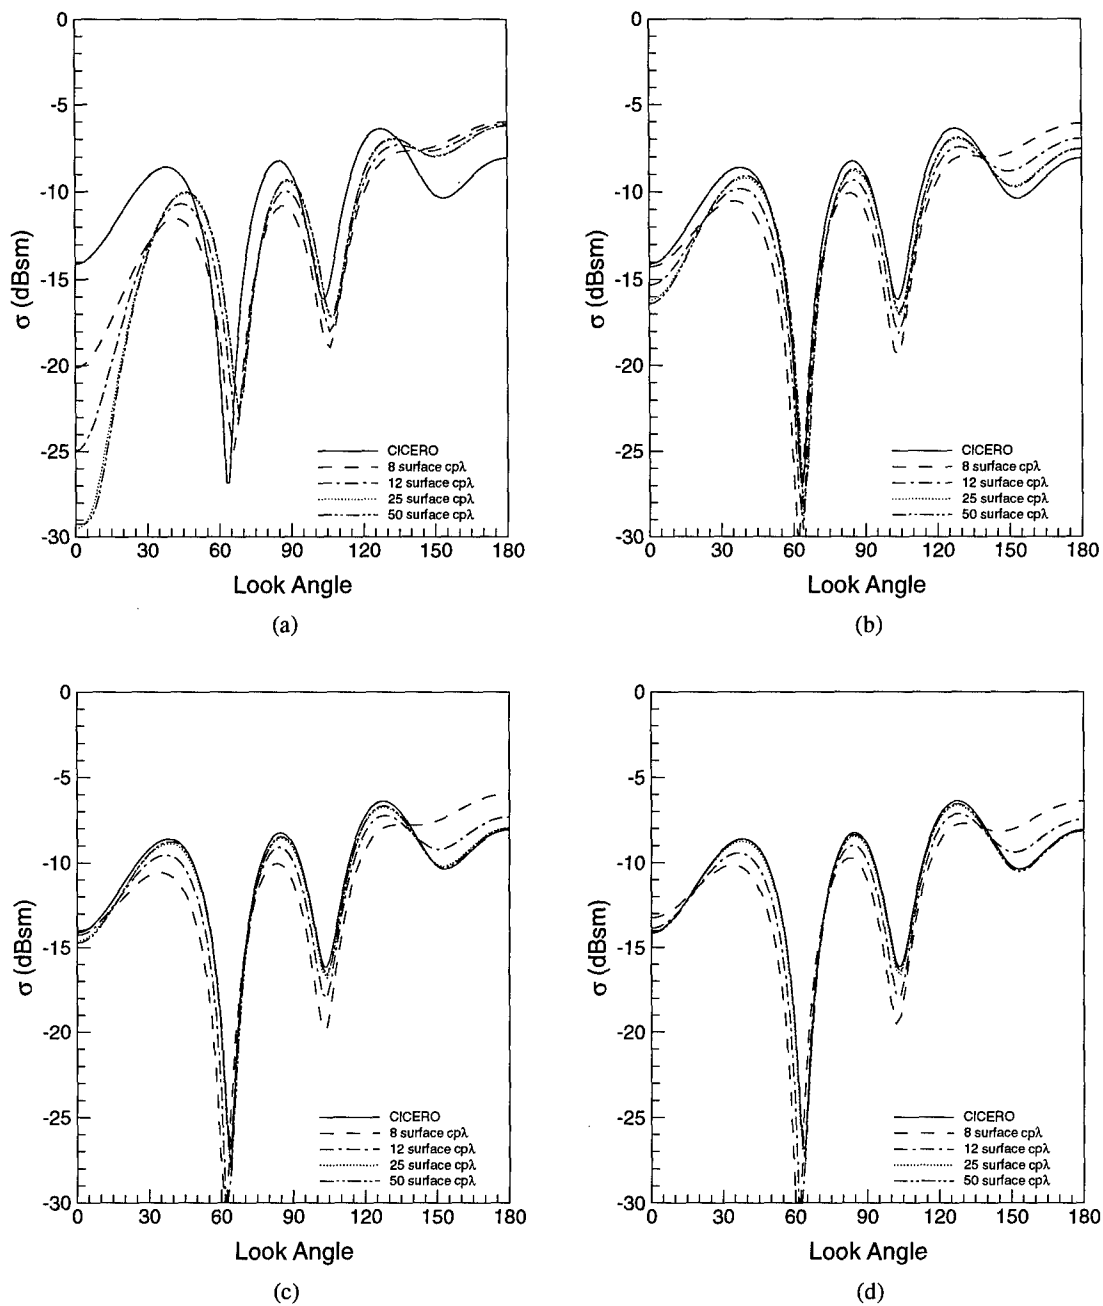 0
-5
-10
-15
-20
-25
-30
σ (dBsm)
CICERO
8 surface cpλ
12 surface cpλ
25 surface cpλ
50 surface cpλ
0 30 60 90 120 150 180
Look Angle
(a)
0
-5
-10
-15
-20
-25
-30
σ (dBsm)
CICERO
8 surface cpλ
12 surface cpλ
25 surface cpλ
50 surface cpλ
0 30 60 90 120 150 180
Look Angle
(b)
0
-5
-10
-15
-20
-25
-30
σ (dBsm)
CICERO
8 surface cpλ
12 surface cpλ
25 surface cpλ
50 surface cpλ
0 30 60 90 120 150 180
Look Angle
(c)
0
-5
-10
-15
-20
-25
-30
σ (dBsm)
CICERO
8 surface cpλ
12 surface cpλ
25 surface cpλ
50 surface cpλ
0 30 60 90 120 150 180
Look Angle
(d)